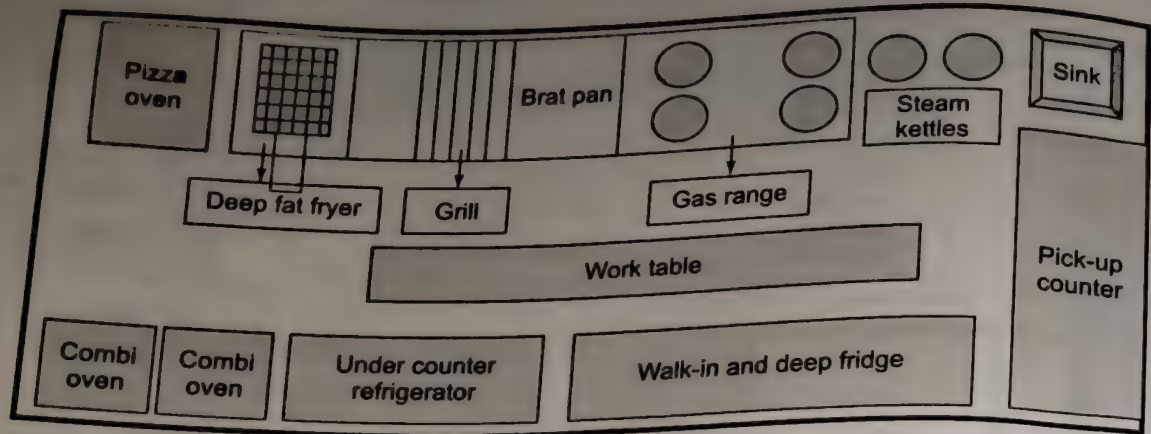 Pizza
oven
Brat pan
Sink
Steam
kettles
Deep fat fryer
Grill
Gas range
Work table
Pick-up
counter
Combi
oven
Combi
oven
Under counter
refrigerator
Walk-in and deep fridge